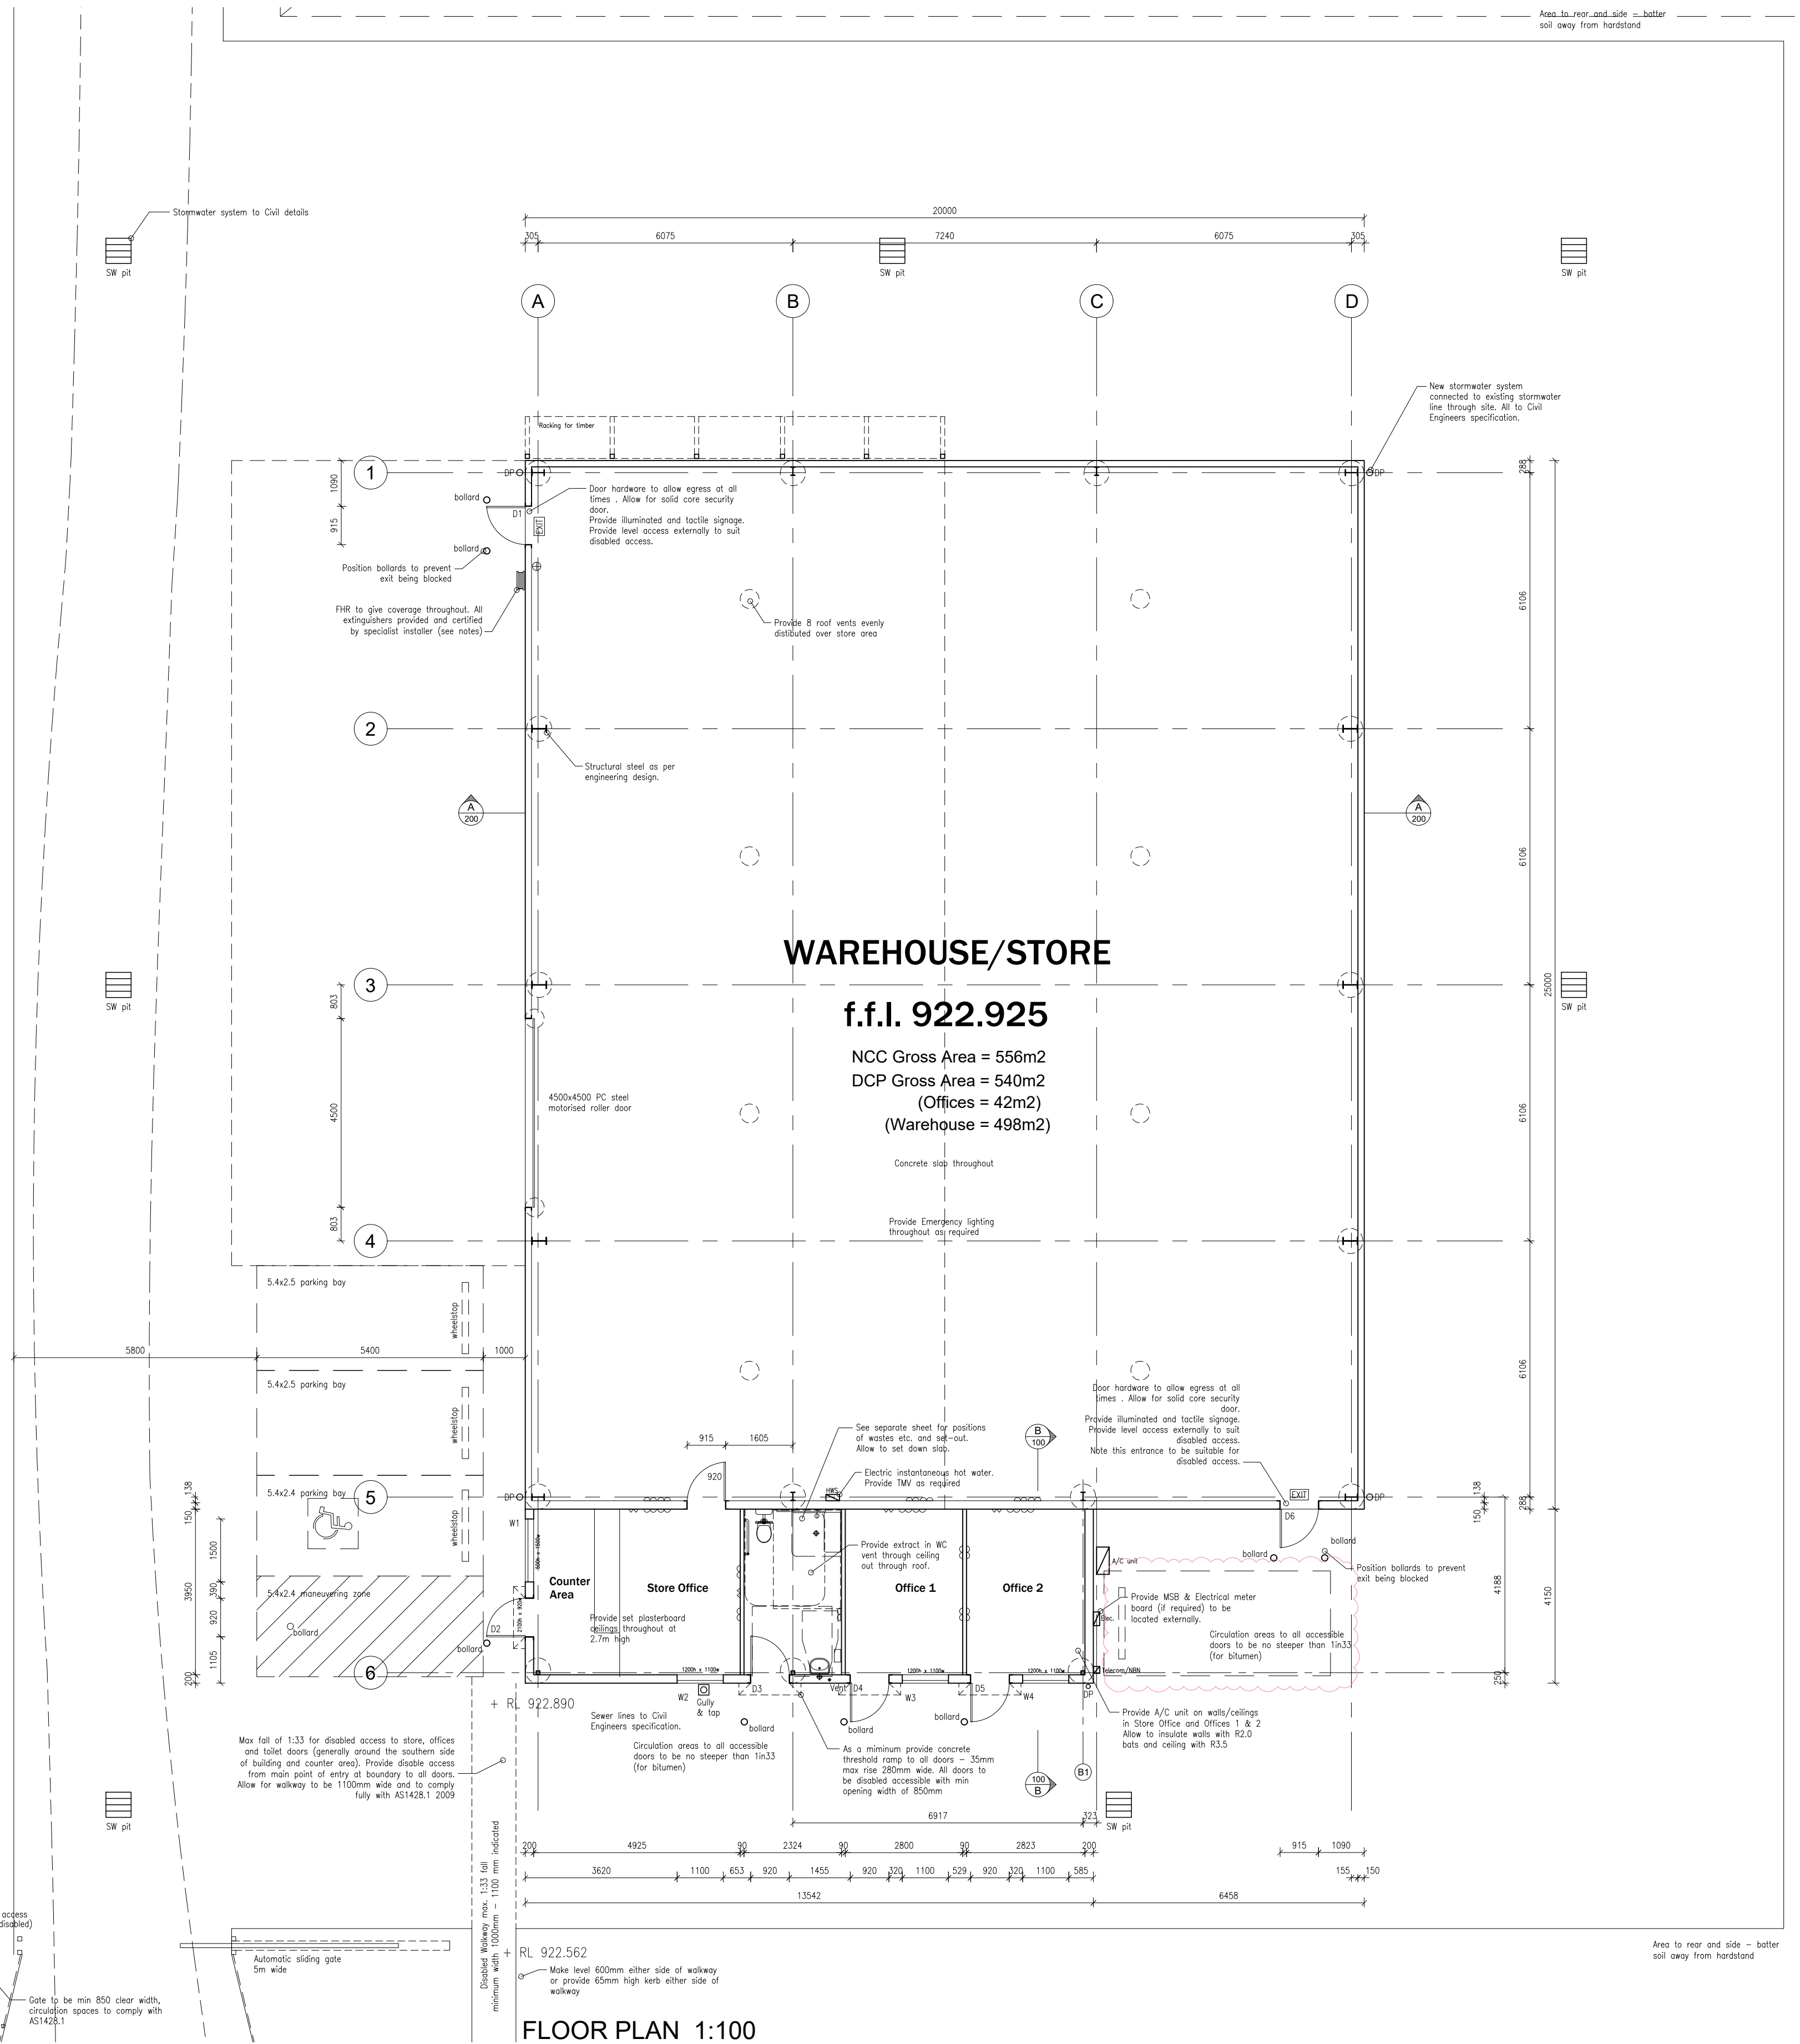 Area to rear and side – batter
soil away from hardstand
Stormwater system to Civil details
20000
305
6075
7240
6075
305
SW pit
SW pit
SW pit
A
B
C
D
New stormwater system
connected to existing stormwater
line through site. All to Civil
Engineers specification.
Racking for timber
1
DP
DP
288
1090
915
bollard
D1
EXIT
bollard
Door hardware to allow egress at all
times . Allow for solid core security
door.
Provide illuminated and tactile signage.
Provide level access externally to suit
disabled access.
Position bollards to prevent
exit being blocked
FHR to give coverage throughout. All
extinguishers provided and certified
by specialist installer (see notes)
6106
Provide 8 roof vents evenly
distibuted over store area
2
Structural steel as per
engineering design.
A
200
A
200
6106
WAREHOUSE/STORE
3
f.f.l. 922.925
25000
SW pit
SW pit
803
NCC Gross Area = 556m2
DCP Gross Area = 540m2
(Offices = 42m2)
(Warehouse = 498m2)
4500x4500 PC steel
motorised roller door
4500
6106
Concrete slab throughout
803
Provide Emergency lighting
throughout as required
4
5.4x2.5 parking bay
wheelstop
5800
5400
1000
6106
5.4x2.5 parking bay
wheelstop
Door hardware to allow egress at all
times . Allow for solid core security
door.
Provide illuminated and tactile signage.
Provide level access externally to suit
disabled access.
Note this entrance to be suitable for
disabled access.
See separate sheet for positions
of wastes etc. and set-out.
Allow to set down slab.
B
100
915
1605
920
Electric instantaneous hot water.
Provide TMV as required
HWS
5.4x2.4 parking bay
wheelstop
5
DP
EXIT
DP
138
150
138
150
288
W1
D6
bollard
bollard
Position bollards to prevent
exit being blocked
1500
3950
390
920
1105
200
4188
4150
250
Provide extract in WC
vent through ceiling
out through roof.
A/C unit
5.4x2.4 maneuvering zone
Counter
Area
Store Office
Office 1
Office 2
2100h x 920w
Provide set plasterboard
ceilings throughout at
2.7m high
Provide MSB & Electrical meter
board (if required) to be
located externally.
Elec.
bollard
D2
bollard
Circulation areas to all accessible
doors to be no steeper than 1in33
(for bitumen)
6
1200h x 1100w
1200h x 1100w
1200h x 1100w
Telecom/NBN
W2
Gully
& tap
D3
Vent
D4
W3
D5
W4
DP
+ RL 922.890
Sewer lines to Civil
Engineers specification.
bollard
bollard
bollard
Provide A/C unit on walls/ceilings
in Store Office and Offices 1 & 2
Allow to insulate walls with R2.0
bats and ceiling with R3.5
Max fall of 1:33 for disabled access to store, offices
and toilet doors (generally around the southern side
of building and counter area). Provide disable access
from main point of entry at boundary to all doors.
Allow for walkway to be 1100mm wide and to comply
fully with AS1428.1 2009
Circulation areas to all accessible
doors to be no steeper than 1in33
(for bitumen)
As a miminum provide concrete
threshold ramp to all doors – 35mm
max rise 280mm wide. All doors to
be disabled accessible with min
opening width of 850mm
B1
100
B
SW pit
SW pit
6917
323
200
4925
90
2324
90
2800
90
2823
200
915
1090
3620
1100
653
920
1455
920
320
1100
529
920
320
1100
585
155
150
13542
6458
Disabled Walkway max. 1:33 fall
minimum width 1000mm – 1100 mm indicated
access
disabled)
Automatic sliding gate
5m wide
+ RL 922.562
Make level 600mm either side of walkway
or provide 65mm high kerb either side of
walkway
Area to rear and side – batter
soil away from hardstand
Gate to be min 850 clear width,
circulation spaces to comply with
AS1428.1
FLOOR PLAN 1:100